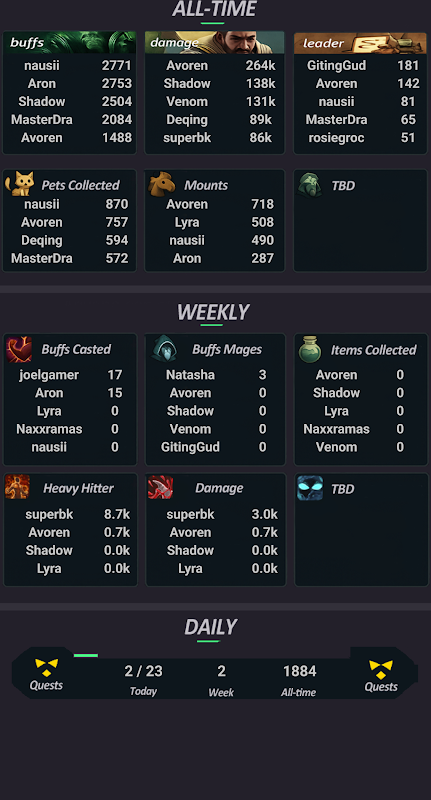 ALL-TIME
buffs
nausii 2771
Aron 2753
Shadow 2504
MasterDra 2084
Avoren 1488
damage
Avoren 264k
Shadow 138k
Venom 131k
Deqing 89k
superbk 86k
leader
GitingGud 181
Avoren 142
nausii 81
MasterDra 65
rosiegroc 51
Pets Collected
nausii 870
Avoren 757
Deqing 594
MasterDra 572
Mounts
Avoren 718
Lyra 508
nausii 490
Aron 287
TBD
WEEKLY
Buffs Casted
joelgamer 17
Aron 15
Lyra 0
Naxxramas 0
nausii 0
Buffs Mages
Natasha 3
Avoren 0
Shadow 0
Venom 0
GitingGud 0
Items Collected
Avoren 0
Shadow 0
Lyra 0
Naxxramas 0
Venom 0
Heavy Hitter
superbk 8.7k
Avoren 0.7k
Shadow 0.0k
Lyra 0.0k
Damage
superbk 3.0k
Avoren 0.7k
Shadow 0.0k
Lyra 0.0k
TBD
DAILY
Quests
2 / 23
Today
2
Week
1884
All-time
Quests